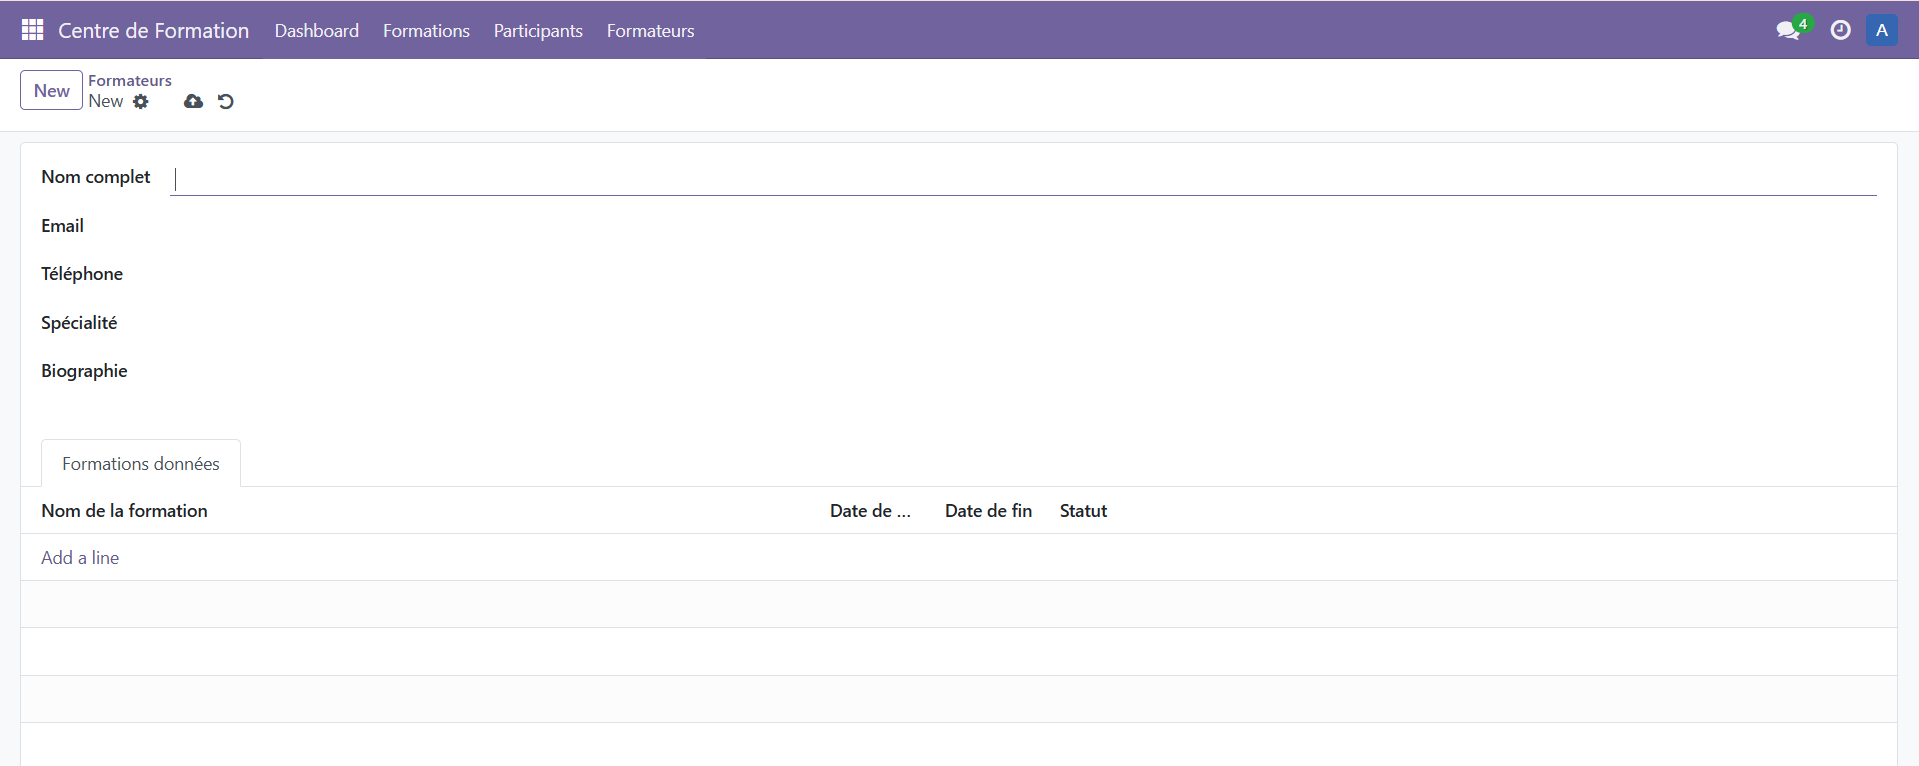 Centre de Formation Dashboard Formations Participants Formateurs 4 A
New Formateurs
New
Nom complet
Email
Téléphone
Spécialité
Biographie
Formations données
Nom de la formation Date de ... Date de fin Statut
Add a line